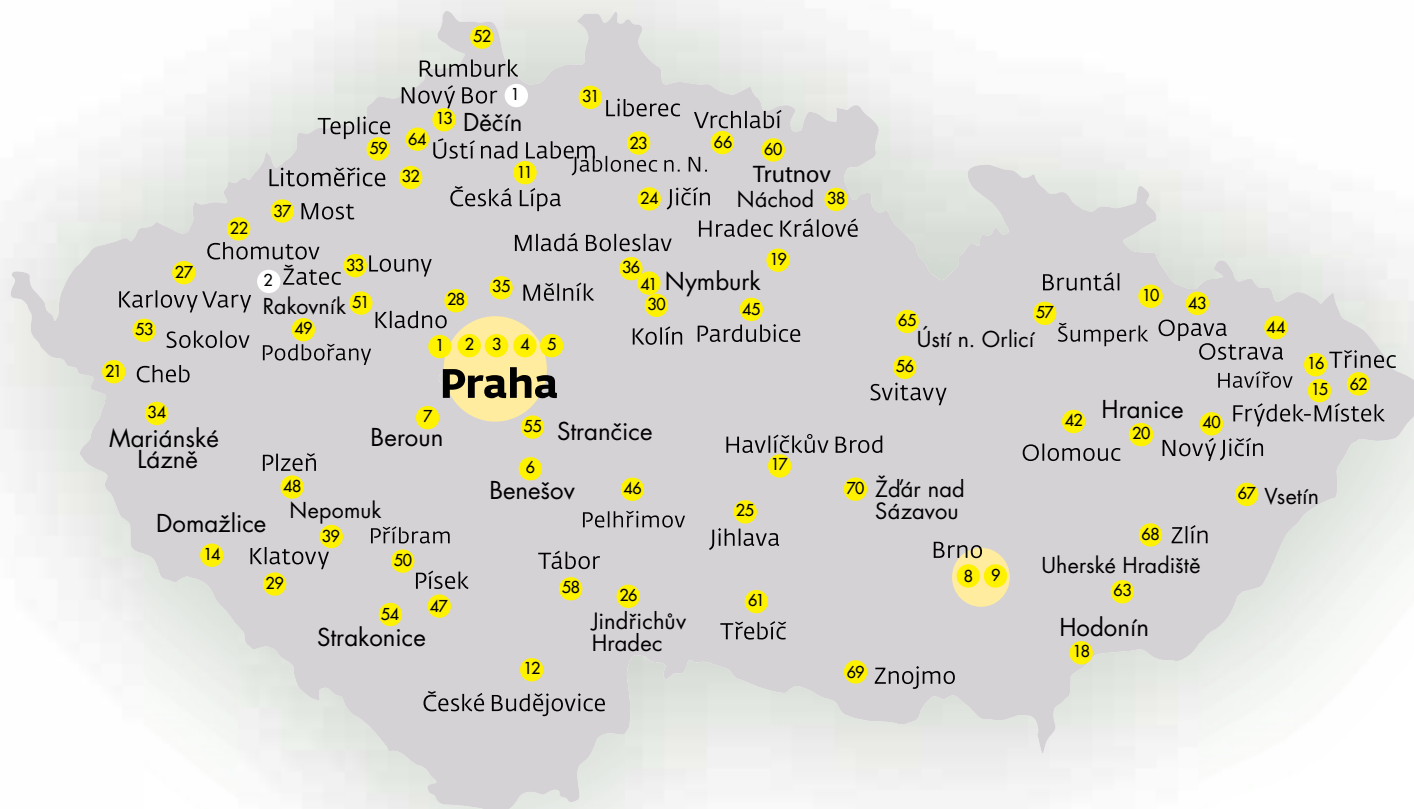 52
Rumburk
Nový Bor 1
31
Liberec
13 Děčín
Vrchlabí
Teplice
59
64
Ústí nad Labem
23
Jablonec n. N.
66
60
Trutnov
Litoměřice 32
11
Česká Lípa
24 Jičín
Náchod 38
37 Most
22
Chomutov
Hradec Králové
19
Mladá Boleslav
36
27
Karlovy Vary
2 Žatec
33 Louny
41 Nymburk
35 Mělník
28
Kladno
30
Kolín
45
Pardubice
Rakovník 51
49
Podbořany
53
Sokolov
Bruntál
10
43
Opava
57
Šumperk
44
Ostrava
65
Ústí n. Orlicí
1 2 3 4 5
Praha
21 Cheb
56
Svitavy
16 Třinec
Havířov 15
62
Frýdek-Místek
34
Mariánské
Lázně
7
Beroun
55 Strančice
Havlíčkův Brod
17
42
Olomouc
Hranice
20
40
Nový Jičín
Plzeň
48
6
Benešov
46
Pelhřimov
70 Žďár nad
Sázavou
67 Vsetín
Nepomuk
39
Domažlice
14
Klatovy
29
Příbram
50
25
Jihlava
Brno
8 9
68 Zlín
Uherské Hradiště
63
Tábor
58
Písek
47
54
Strakonice
26
Jindřichův
Hradec
61
Třebíč
Hodonín
18
12
České Budějovice
69 Znojmo